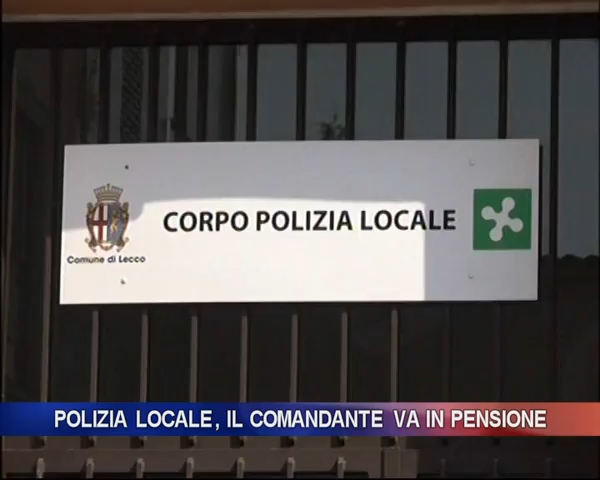 CORPO POLIZIA LOCALE
Comune di Lecco
POLIZIA LOCALE, IL COMANDANTE VA IN PENSIONE